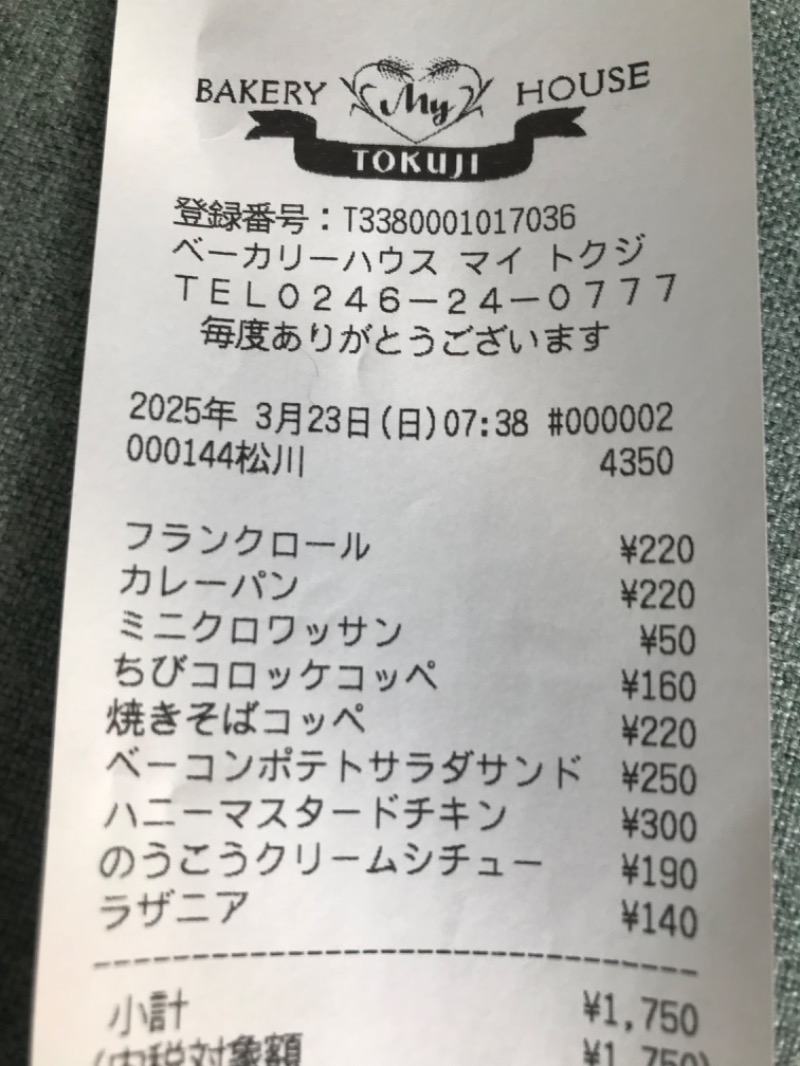 BAKERY My HOUSE
TOKUJI
登録番号：T3380001017036
ベーカリーハウス マイ トクジ
ＴＥＬ０２４６－２４－０７７７
毎度ありがとうございます
2025年 3月23日(日)07:38 #000002
000144松川 4350
フランクロール ¥220
カレーパン ¥220
ミニクロワッサン ¥50
ちびコロッケコッペ ¥160
焼きそばコッペ ¥220
ベーコンポテトサラダサンド ¥250
ハニーマスタードチキン ¥300
のうこうクリームシチュー ¥190
ラザニア ¥140
小計 ¥1,750
(内税対象額 ¥1,750)